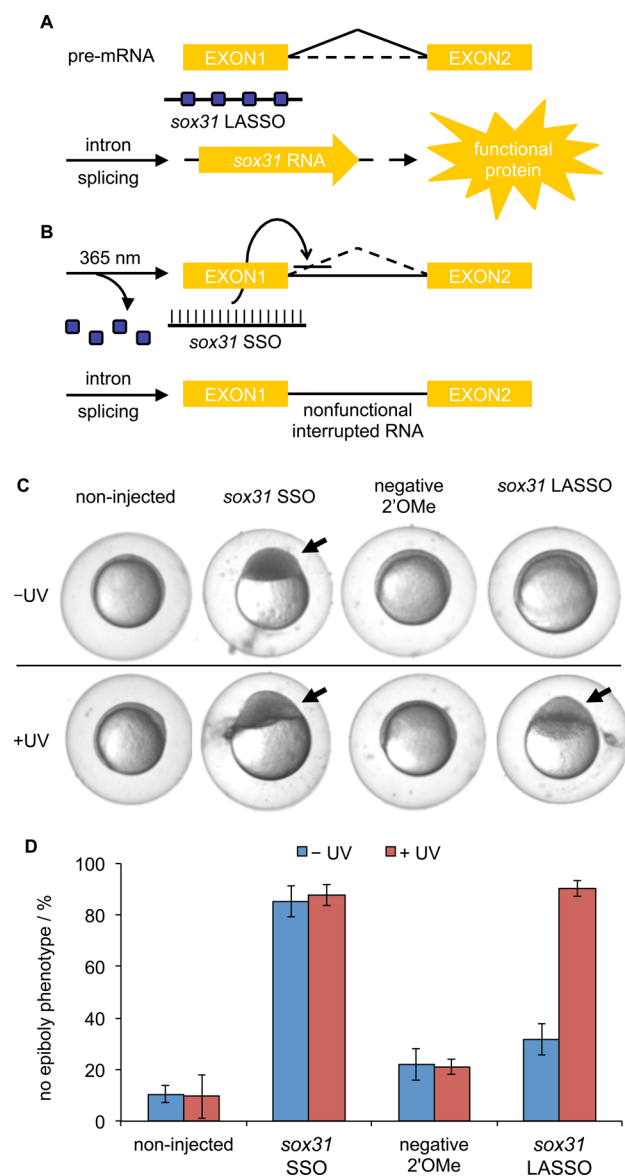 A
pre-mRNA
EXON1
EXON2
sox31 LASSO
intron
splicing
sox31 RNA
functional
protein
B
365 nm
EXON1
EXON2
sox31 SSO
intron
splicing
EXON1
EXON2
nonfunctional
interrupted RNA
C
non-injected
sox31 SSO
negative
2'OMe
sox31 LASSO
−UV
+UV
D
− UV
+ UV
no epiboly phenotype / %
100
80
60
40
20
0
non-injected
sox31
SSO
negative
2'OMe
sox31
LASSO